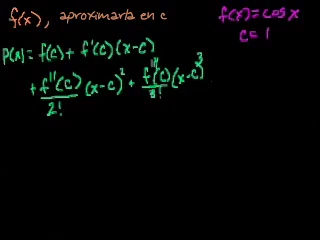 f(x), aproximarla en c
f(x) = cos x
c = 1
P(x) = f(c) + f'(c) (x-c)
+ f''(c)/2! (x-c)² + f'''(c)/3! (x-c)³